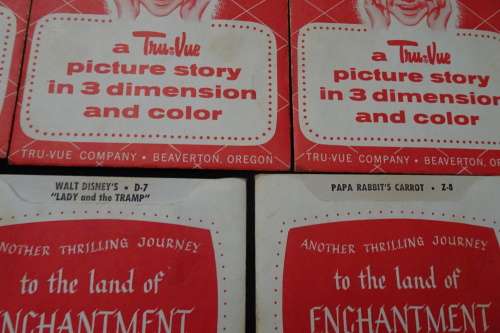 a Tru-Vue
picture story
in 3 dimension
and color
TRU-VUE COMPANY • BEAVERTON, OREGON
a Tru-Vue
picture story
in 3 dimension
and color
TRU-VUE COMPANY • BEAVERTON, OREGON
WALT DISNEY'S • D-7
"LADY and the TRAMP"
ANOTHER THRILLING JOURNEY
to the land of
ENCHANTMENT
PAPA RABBIT'S CARROT • Z-8
ANOTHER THRILLING JOURNEY
to the land of
ENCHANTMENT